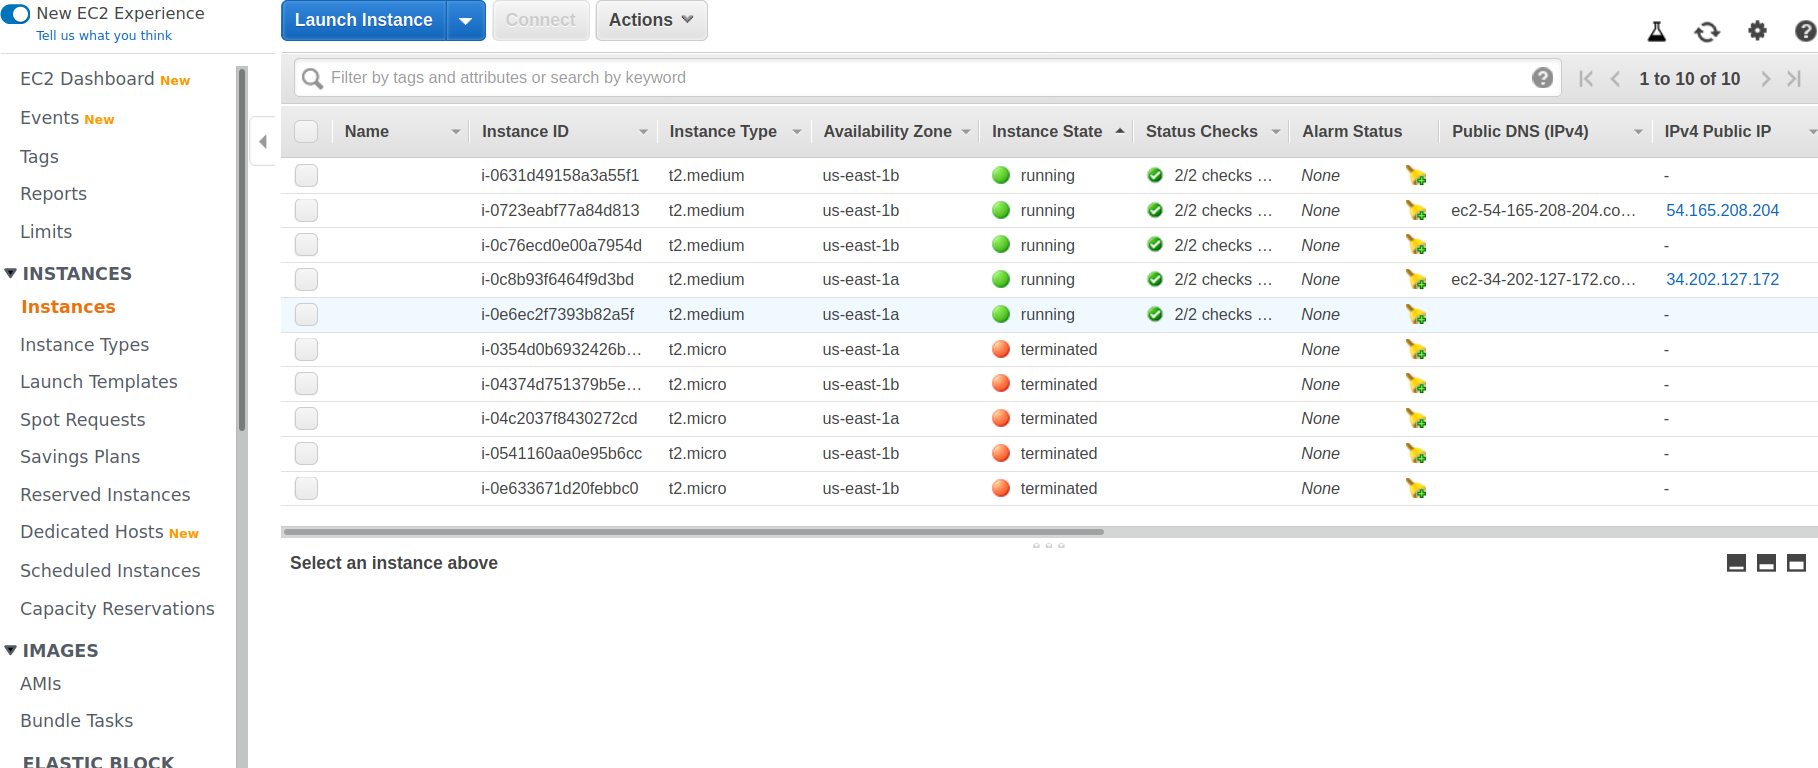 New EC2 Experience
Tell us what you think
EC2 Dashboard New
Events New
Tags
Reports
Limits
INSTANCES
Instances
Instance Types
Launch Templates
Spot Requests
Savings Plans
Reserved Instances
Dedicated Hosts New
Scheduled Instances
Capacity Reservations
IMAGES
AMIs
Bundle Tasks
ELASTIC BLOCK
Launch Instance Connect Actions
Filter by tags and attributes or search by keyword
1 to 10 of 10
Name Instance ID Instance Type Availability Zone Instance State Status Checks Alarm Status Public DNS (IPv4) IPv4 Public IP
i-0631d49158a3a55f1 t2.medium us-east-1b running 2/2 checks ... None -
i-0723eabf77a84d813 t2.medium us-east-1b running 2/2 checks ... None ec2-54-165-208-204.co... 54.165.208.204
i-0c76ecd0e00a7954d t2.medium us-east-1b running 2/2 checks ... None -
i-0c8b93f6464f9d3bd t2.medium us-east-1a running 2/2 checks ... None ec2-34-202-127-172.co... 34.202.127.172
i-0e6ec2f7393b82a5f t2.medium us-east-1a running 2/2 checks ... None -
i-0354d0b6932426b... t2.micro us-east-1a terminated None -
i-04374d751379b5e... t2.micro us-east-1b terminated None -
i-04c2037f8430272cd t2.micro us-east-1a terminated None -
i-0541160aa0e95b6cc t2.micro us-east-1b terminated None -
i-0e633671d20febbc0 t2.micro us-east-1b terminated None -
Select an instance above